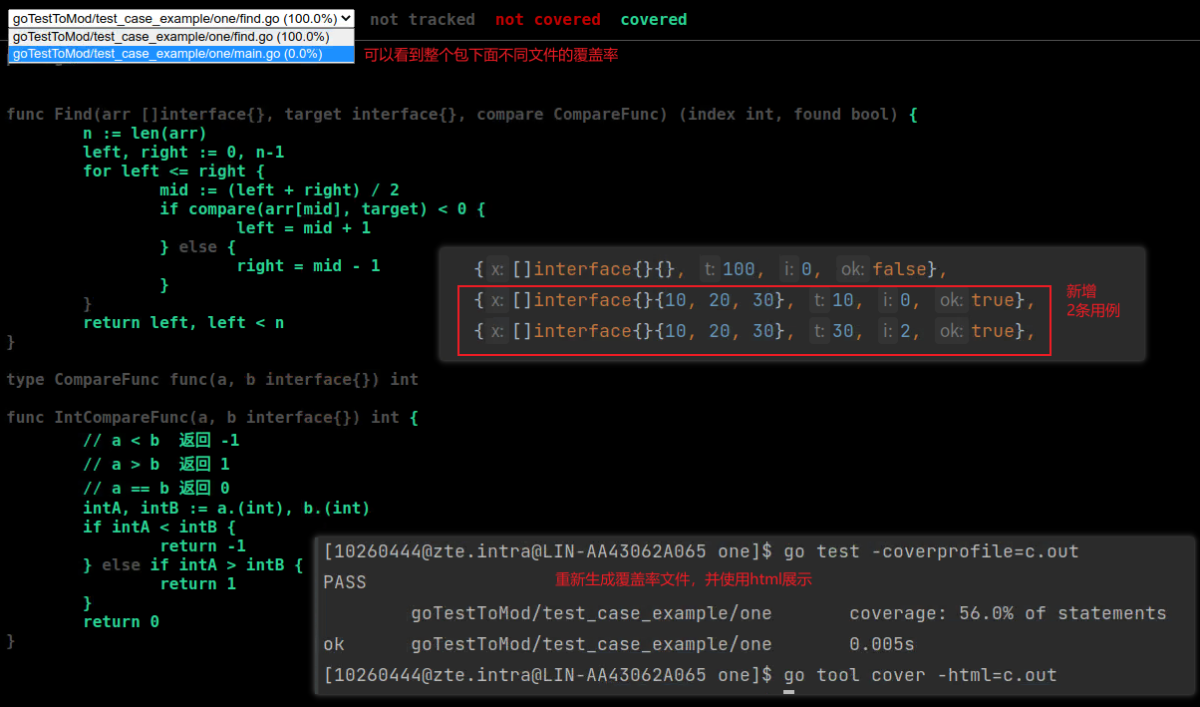 goTestToMod/test_case_example/one/find.go (100.0%)
not tracked not covered covered
goTestToMod/test_case_example/one/find.go (100.0%)
goTestToMod/test_case_example/one/main.go (0.0%)
可以看到整个包下面不同文件的覆盖率
func Find(arr []interface{}, target interface{}, compare CompareFunc) (index int, found bool) {
n := len(arr)
left, right := 0, n-1
for left <= right {
mid := (left + right) / 2
if compare(arr[mid], target) < 0 {
left = mid + 1
} else {
right = mid - 1
}
}
return left, left < n
}
{ x: []interface{}{}, t: 100, i: 0, ok: false},
{ x: []interface{}{10, 20, 30}, t: 10, i: 0, ok: true},
{ x: []interface{}{10, 20, 30}, t: 30, i: 2, ok: true},
新增
2条用例
type CompareFunc func(a, b interface{}) int
func IntCompareFunc(a, b interface{}) int {
// a < b 返回 -1
// a > b 返回 1
// a == b 返回 0
intA, intB := a.(int), b.(int)
if intA < intB {
return -1
} else if intA > intB {
return 1
}
return 0
}
[10260444@zte.intra@LIN-AA43062A065 one]$ go test -coverprofile=c.out
PASS
重新生成覆盖率文件，并使用html展示
goTestToMod/test_case_example/one coverage: 56.0% of statements
ok goTestToMod/test_case_example/one 0.005s
[10260444@zte.intra@LIN-AA43062A065 one]$ go tool cover -html=c.out